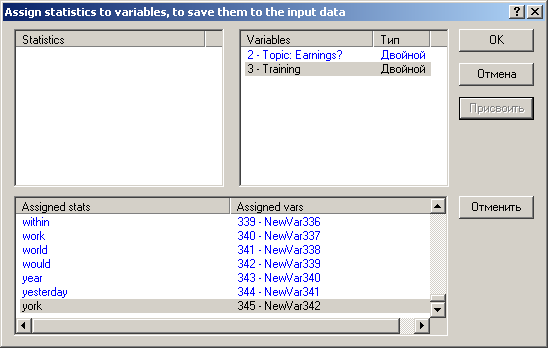 Assign statistics to variables, to save them to the input data
Statistics
Variables Тип
2 - Topic: Earnings? Двойной
3 - Training Двойной
OK
Отмена
Присвоить
Assigned stats Assigned vars
within 339 - NewVar336
work 340 - NewVar337
world 341 - NewVar338
would 342 - NewVar339
year 343 - NewVar340
yesterday 344 - NewVar341
york 345 - NewVar342
Отменить